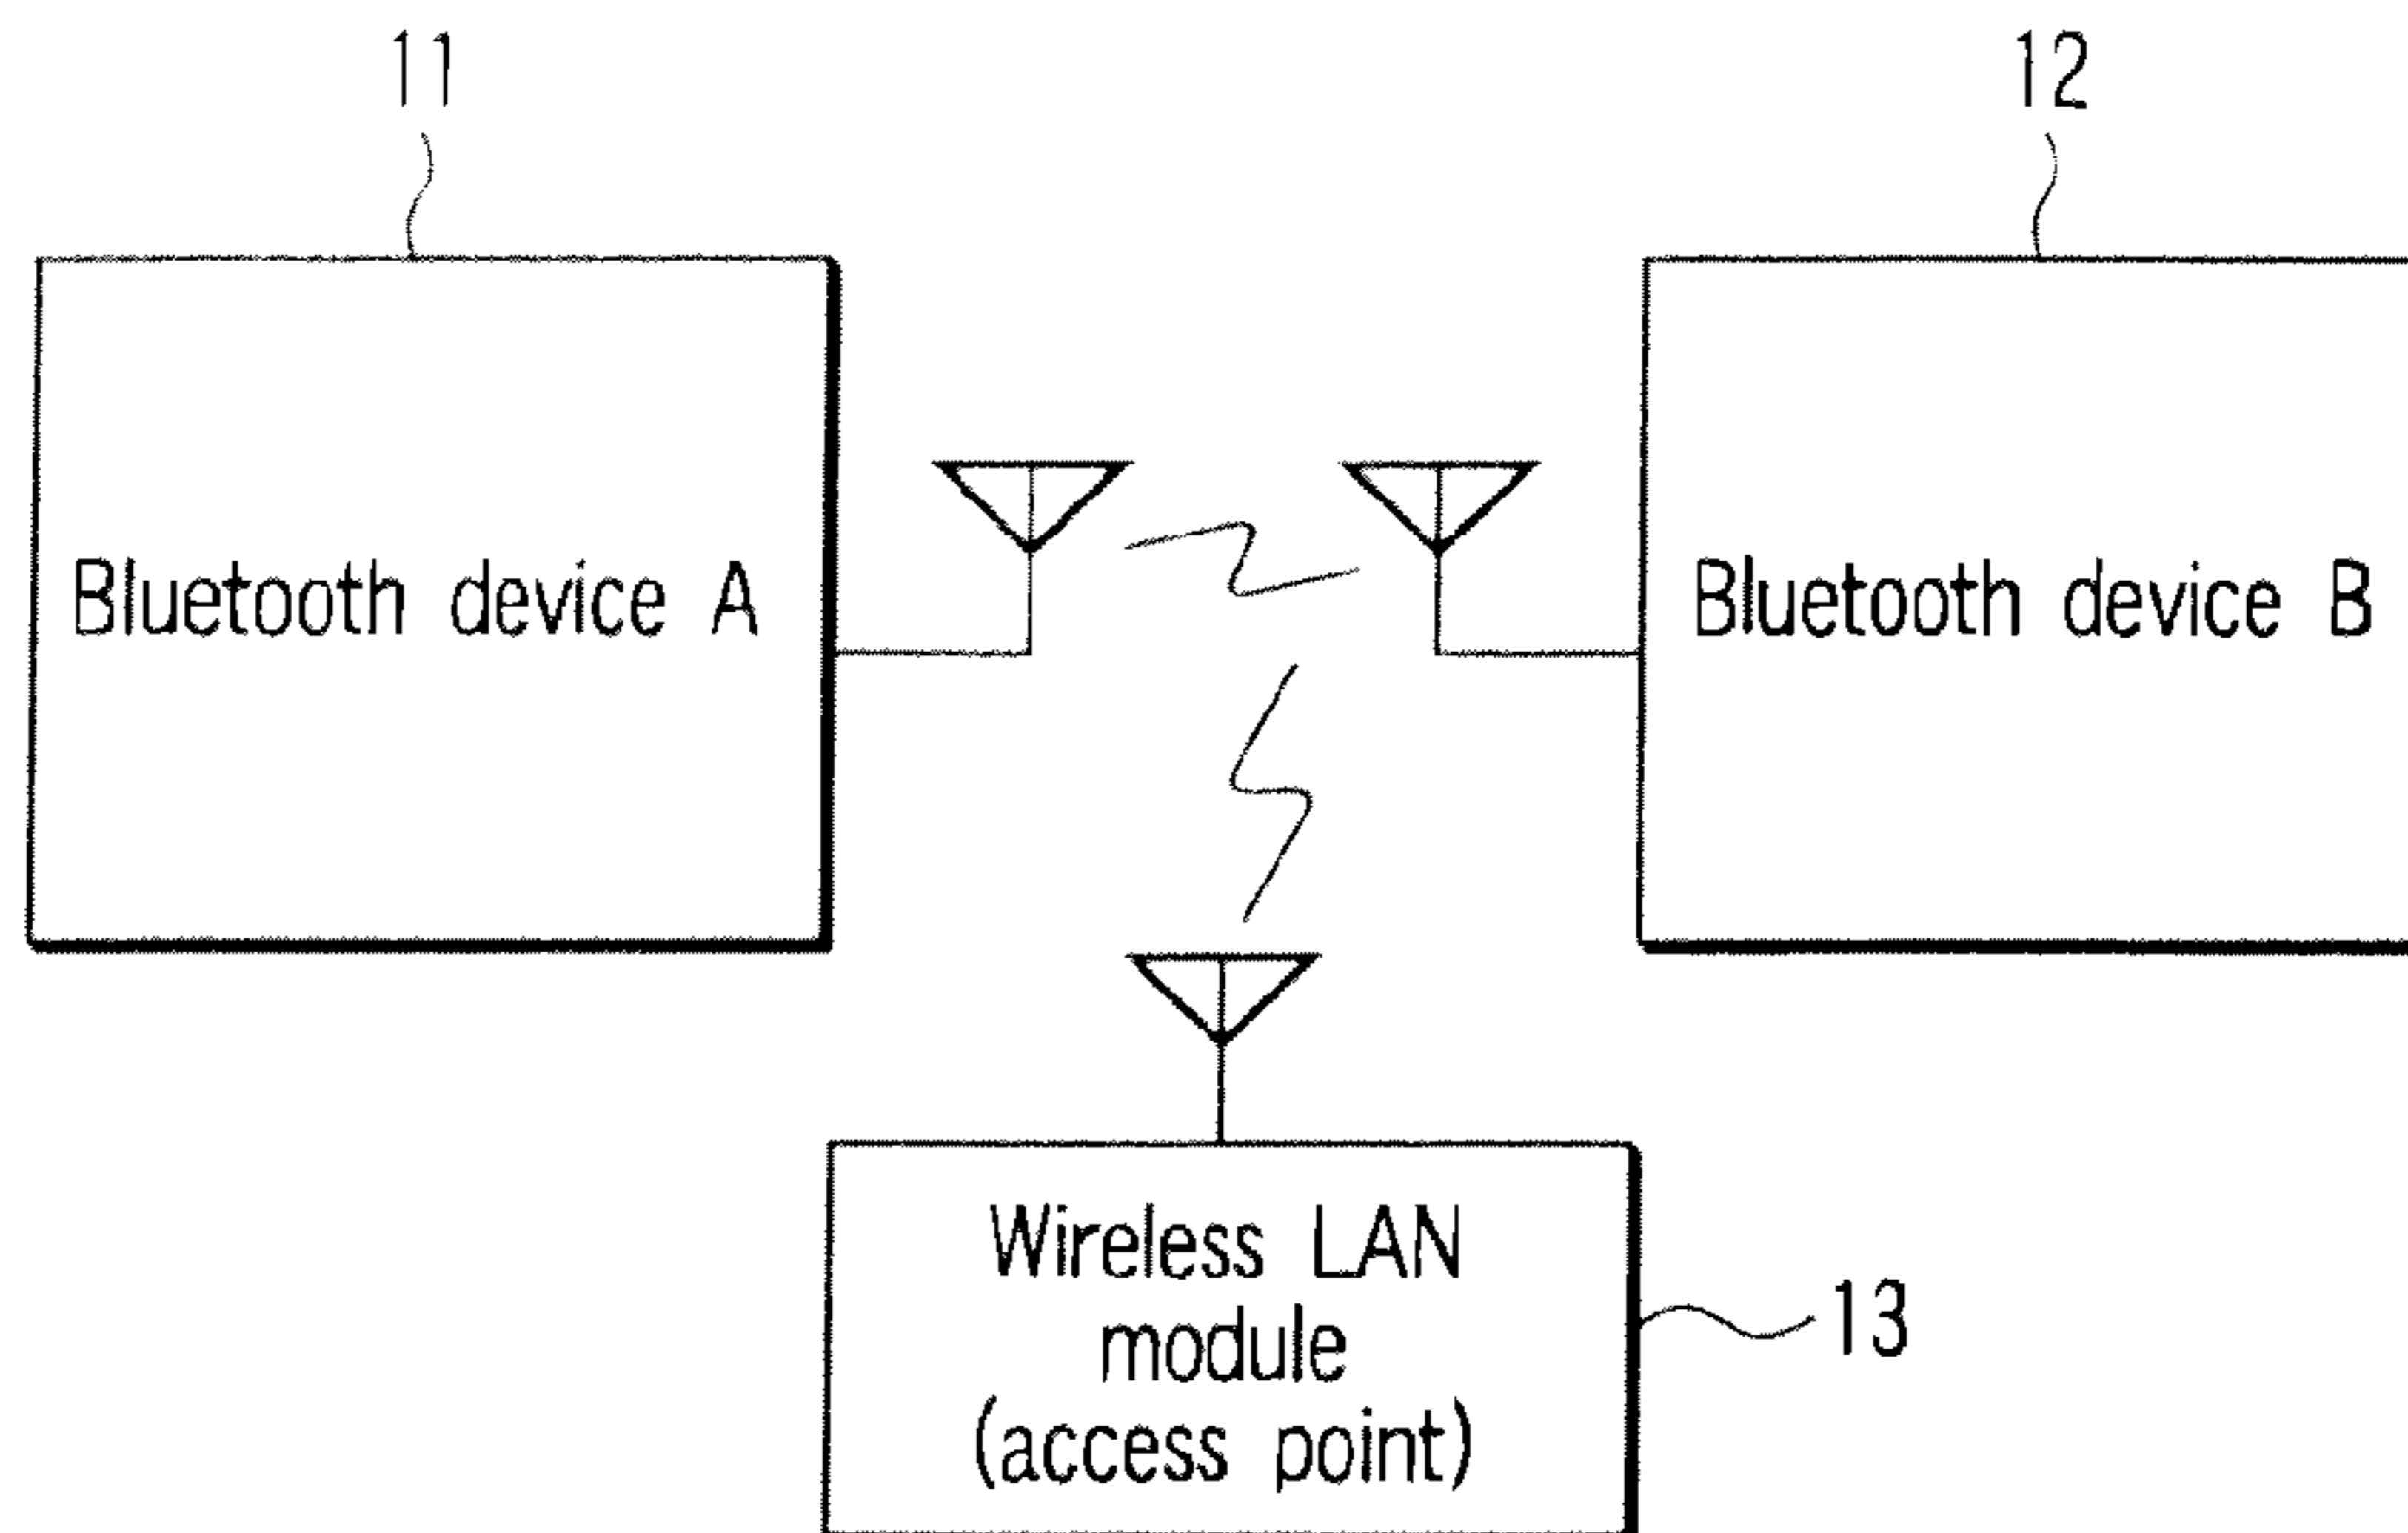 11
12
Bluetooth device A
Bluetooth device B
Wireless LAN
module
(access point)
13